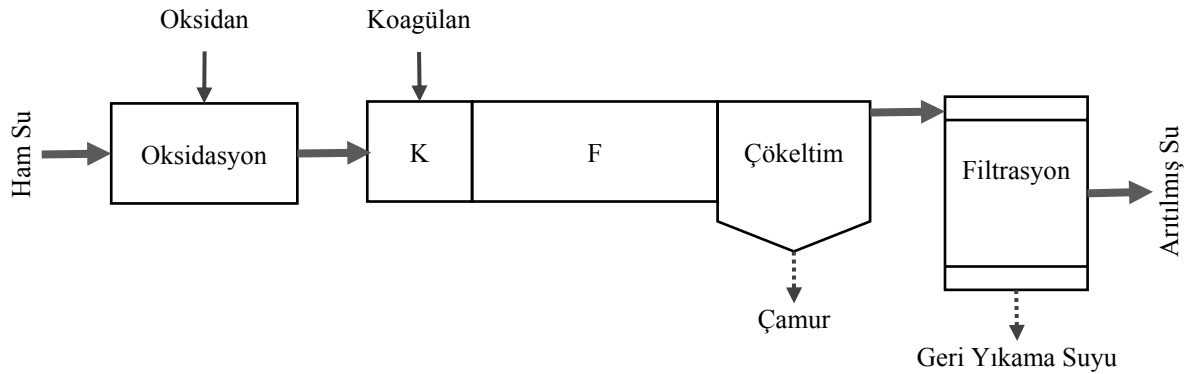 Oksidan
Koagülan
Ham Su
Oksidasyon
K
F
Çökeltim
Filtrasyon
Arıtılmış Su
Çamur
Geri Yıkama Suyu